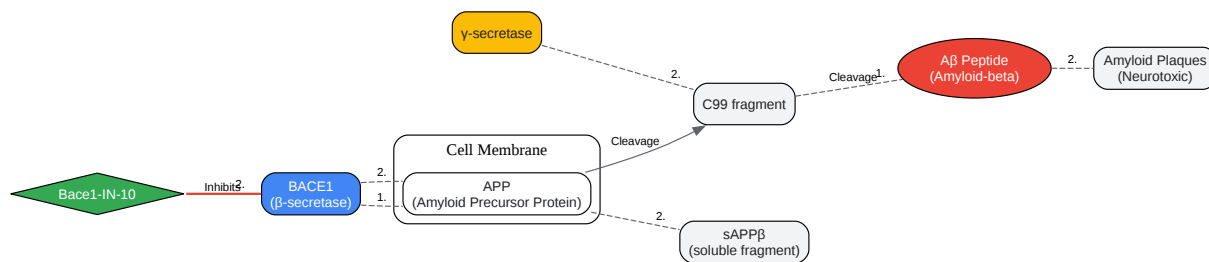 γ-secretase
2.
Aβ Peptide
(Amyloid-beta)
2.
Amyloid Plaques
(Neurotoxic)
Cleavage
1.
C99 fragment
Cleavage
Cell Membrane
Bace1-IN-10
Inhibits
2.
BACE1
(β-secretase)
2.
1.
APP
(Amyloid Precursor Protein)
2.
sAPPβ
(soluble fragment)